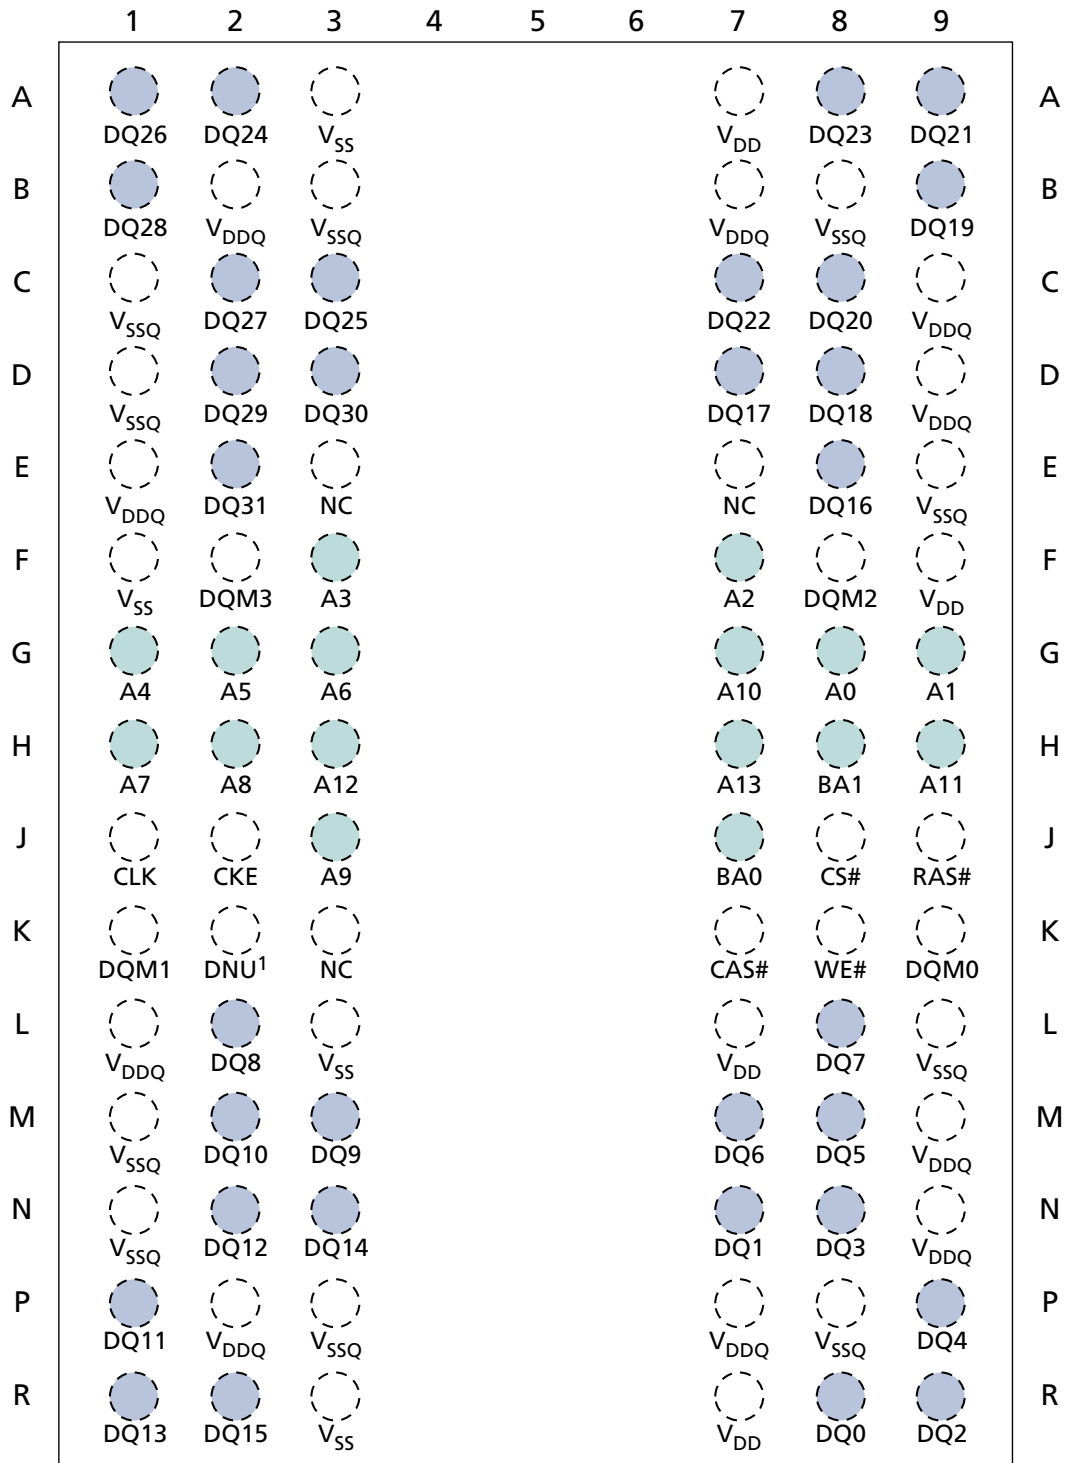 1 2 3 4 5 6 7 8 9
A A
DQ26 DQ24 VSS VDD DQ23 DQ21
B B
DQ28 VDDQ VSSQ VDDQ VSSQ DQ19
C C
VSSQ DQ27 DQ25 DQ22 DQ20 VDDQ
D D
VSSQ DQ29 DQ30 DQ17 DQ18 VDDQ
E E
VDDQ DQ31 NC NC DQ16 VSSQ
F F
VSS DQM3 A3 A2 DQM2 VDD
G G
A4 A5 A6 A10 A0 A1
H H
A7 A8 A12 A13 BA1 A11
J J
CLK CKE A9 BA0 CS# RAS#
K K
DQM1 DNU1 NC CAS# WE# DQM0
L L
VDDQ DQ8 VSS VDD DQ7 VSSQ
M M
VSSQ DQ10 DQ9 DQ6 DQ5 VDDQ
N N
VSSQ DQ12 DQ14 DQ1 DQ3 VDDQ
P P
DQ11 VDDQ VSSQ VDDQ VSSQ DQ4
R R
DQ13 DQ15 VSS VDD DQ0 DQ2